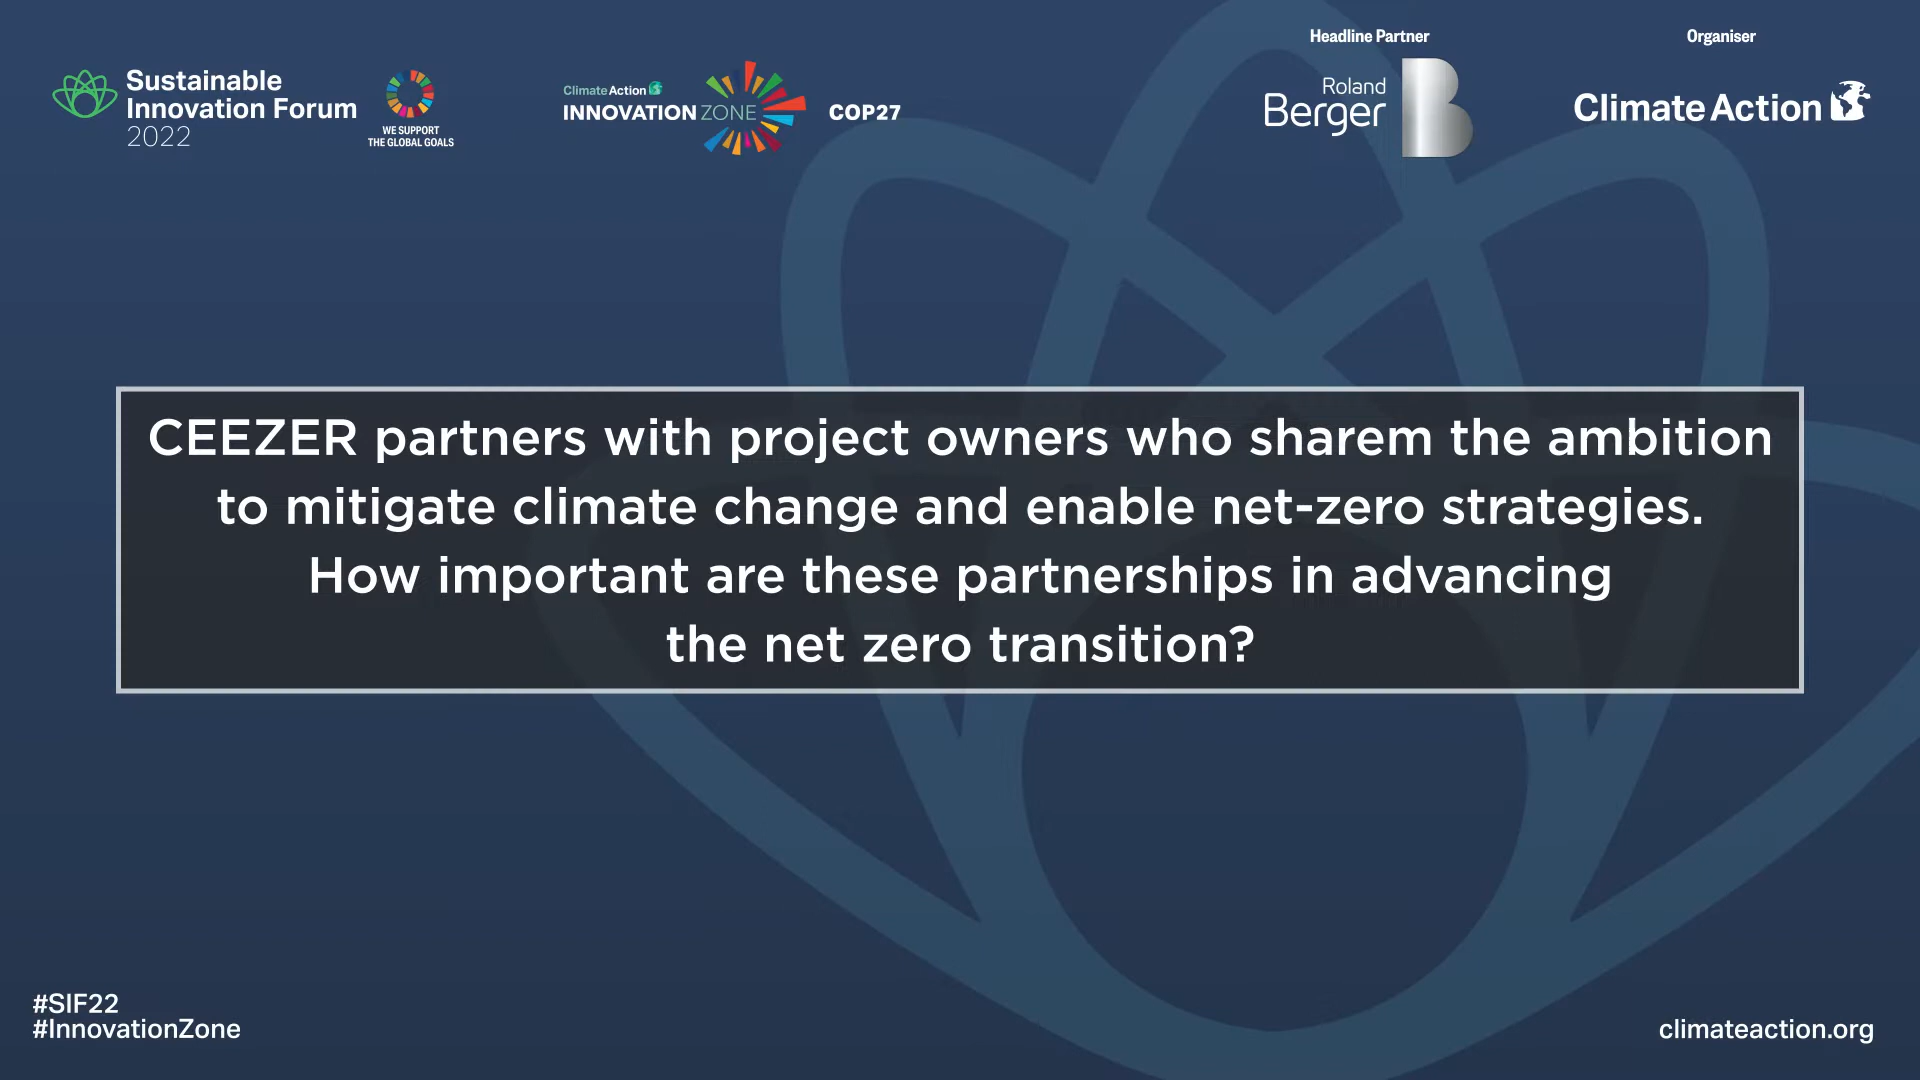 Headline Partner
Organiser
Sustainable
Innovation Forum
2022
WE SUPPORT
THE GLOBAL GOALS
Climate Action
INNOVATION ZONE
COP27
Roland
Berger
B
Climate Action
CEEZER partners with project owners who sharem the ambition
to mitigate climate change and enable net-zero strategies.
How important are these partnerships in advancing
the net zero transition?
#SIF22
#InnovationZone
climateaction.org